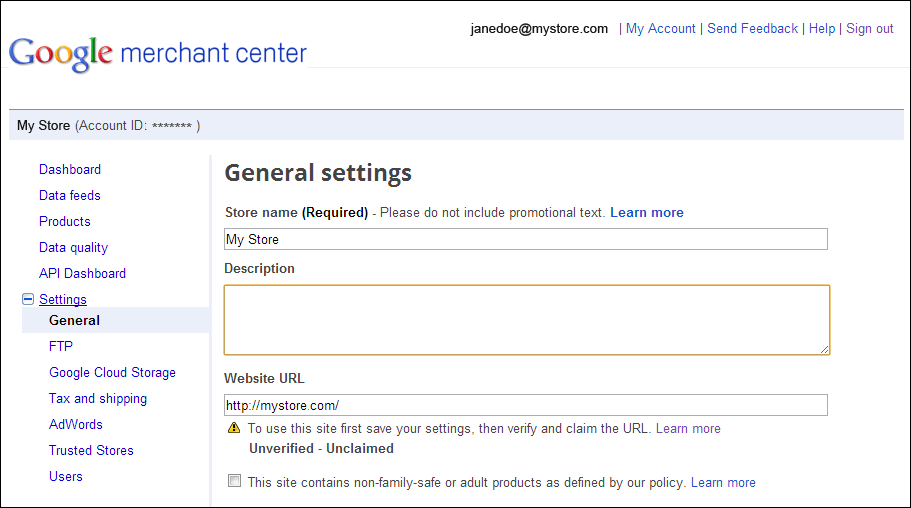 janedoe@mystore.com | My Account | Send Feedback | Help | Sign out
Google merchant center
My Store (Account ID: ******* )
Dashboard
Data feeds
Products
Data quality
API Dashboard
Settings
General
FTP
Google Cloud Storage
Tax and shipping
AdWords
Trusted Stores
Users
General settings
Store name (Required) - Please do not include promotional text. Learn more
My Store
Description
Website URL
http://mystore.com/
To use this site first save your settings, then verify and claim the URL. Learn more
Unverified - Unclaimed
This site contains non-family-safe or adult products as defined by our policy. Learn more